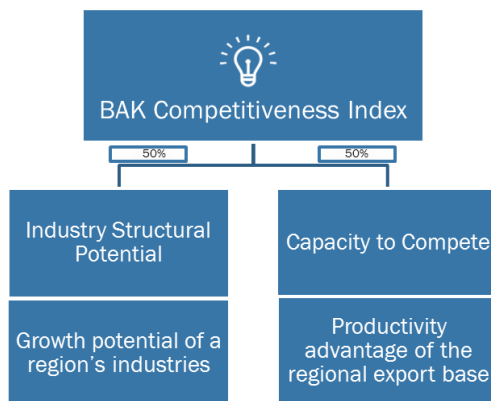 BAK Competitiveness Index
50%
50%
Industry Structural
Potential
Capacity to Compete
Growth potential of a
region's industries
Productivity
advantage of the
regional export base